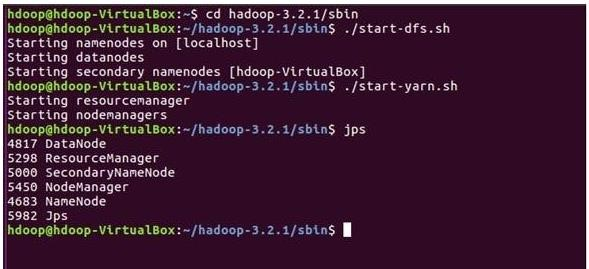 hdoop@hdoop-VirtualBox:~$ cd hadoop-3.2.1/sbin
hdoop@hdoop-VirtualBox:~/hadoop-3.2.1/sbin$ ./start-dfs.sh
Starting namenodes on [localhost]
Starting datanodes
Starting secondary namenodes [hdoop-VirtualBox]
hdoop@hdoop-VirtualBox:~/hadoop-3.2.1/sbin$ ./start-yarn.sh
Starting resourcemanager
Starting nodemanagers
hdoop@hdoop-VirtualBox:~/hadoop-3.2.1/sbin$ jps
4817 DataNode
5298 ResourceManager
5000 SecondaryNameNode
5450 NodeManager
4683 NameNode
5982 Jps
hdoop@hdoop-VirtualBox:~/hadoop-3.2.1/sbin$